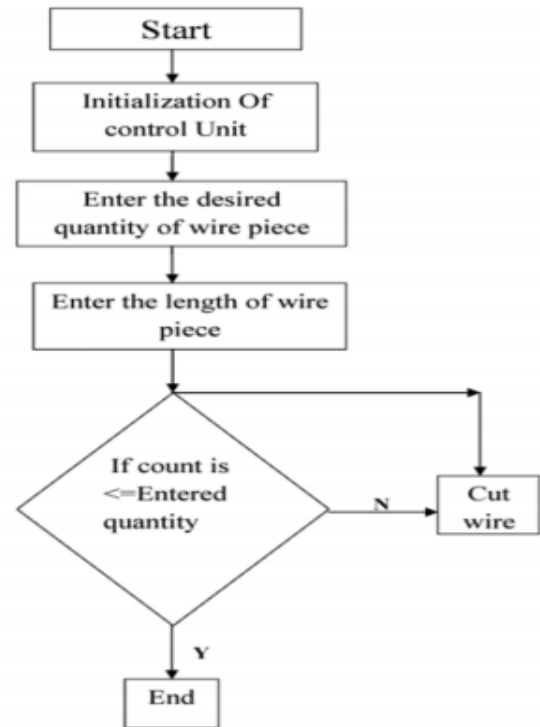 Start
Initialization Of
control Unit
Enter the desired
quantity of wire piece
Enter the length of wire
piece
If count is
<=Entered
quantity
N
Cut
wire
Y
End